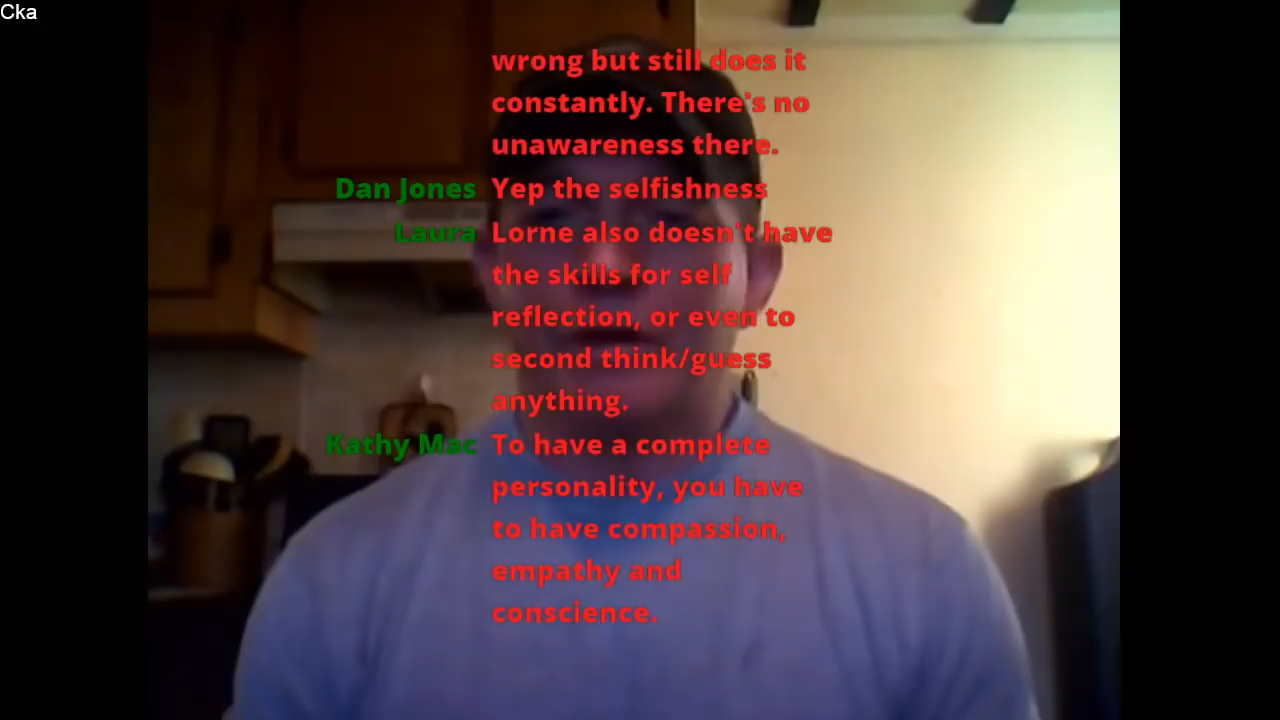 Cka
wrong but still does it
constantly. There's no
unawareness there.
Dan Jones Yep the selfishness
Laura Lorne also doesn't have
the skills for self
reflection, or even to
second think/guess
anything.
Kathy Mac To have a complete
personality, you have
to have compassion,
empathy and
conscience.